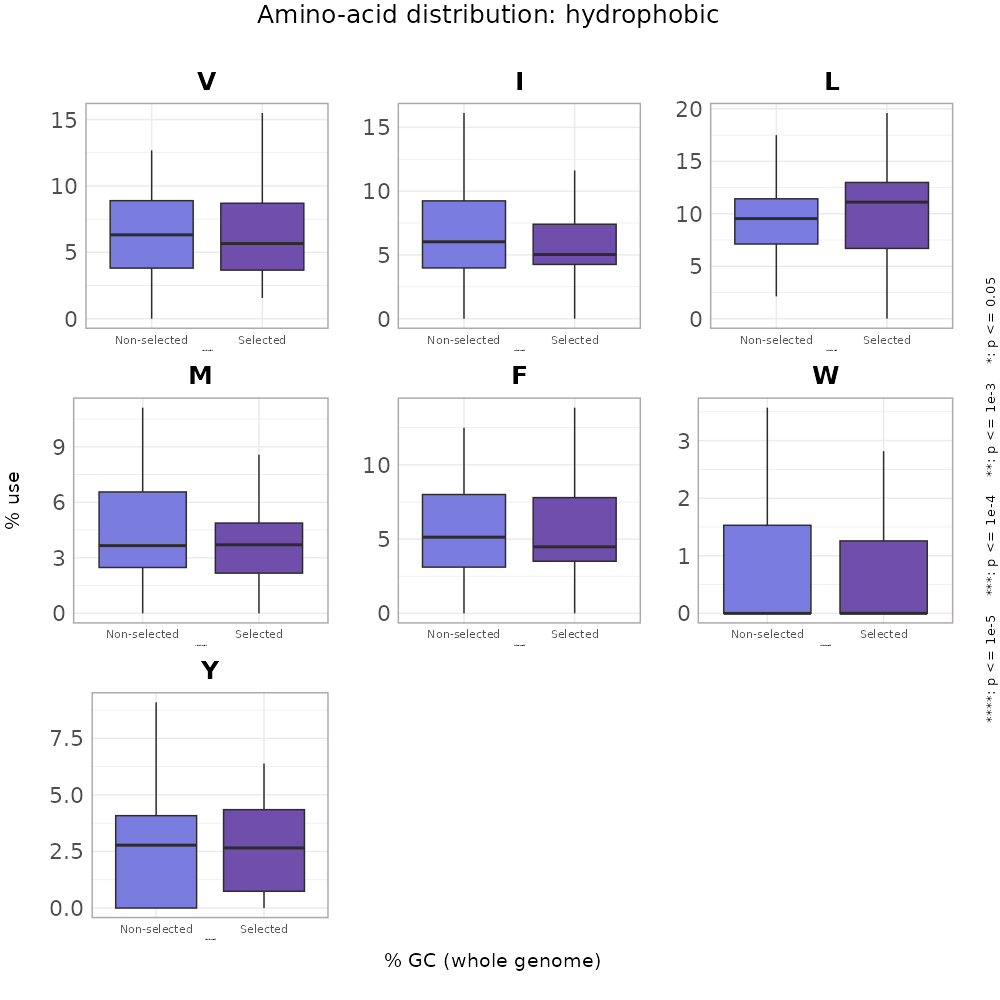 Amino-acid distribution: hydrophobic
V
I
L
15
10
5
0
15
10
5
0
20
15
10
5
0
Non-selected Selected
Non-selected Selected
Non-selected Selected
M
F
W
9
6
3
0
10
5
0
3
2
1
0
Non-selected Selected
Non-selected Selected
Non-selected Selected
Y
7.5
5.0
2.5
0.0
Non-selected Selected
% use
% GC (whole genome)
****: p <= 1e-5 ***: p <= 1e-4 **: p <= 1e-3 *: p <= 0.05